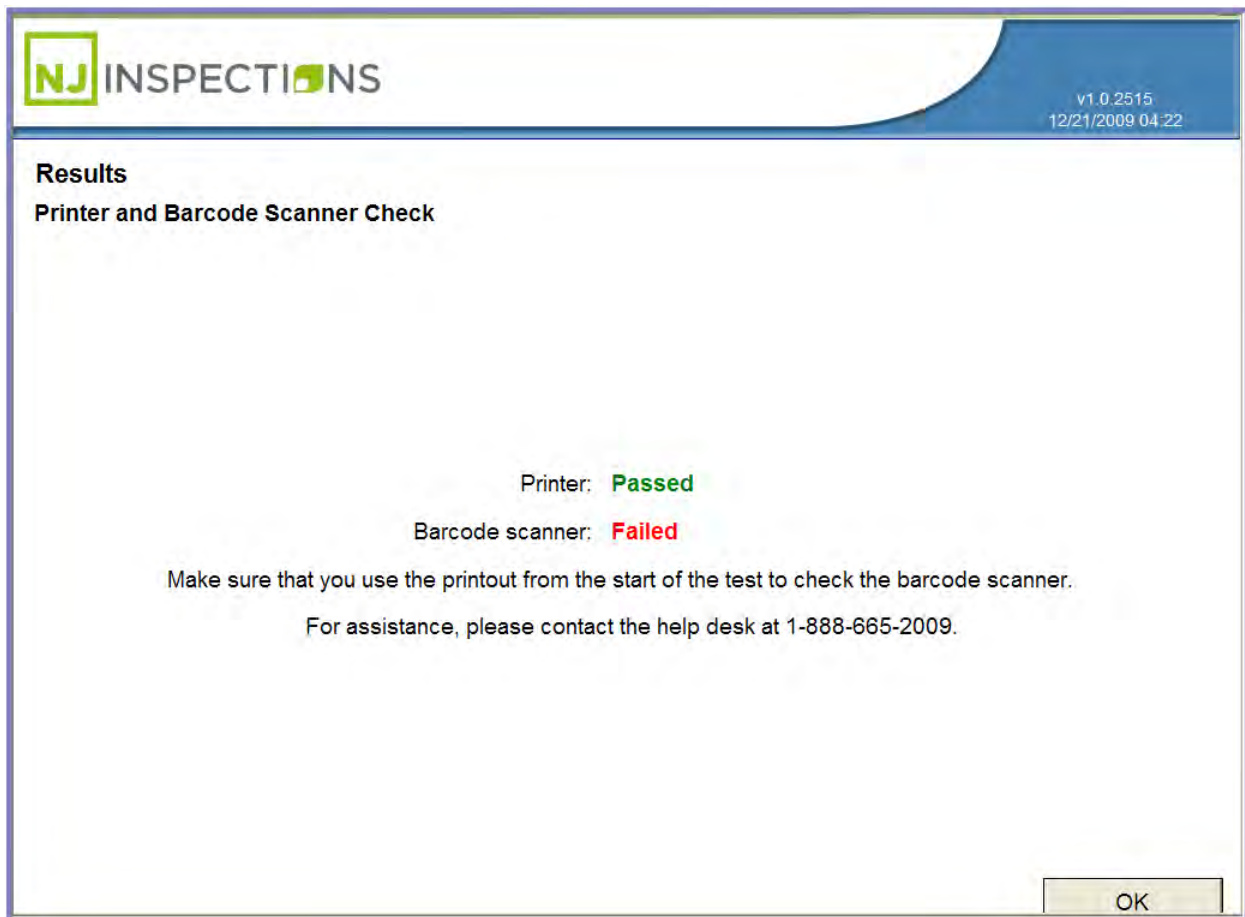 NJ INSPECTIONS
v1.0.2515
12/21/2009 04:22
Results
Printer and Barcode Scanner Check
Printer: Passed
Barcode scanner: Failed
Make sure that you use the printout from the start of the test to check the barcode scanner.
For assistance, please contact the help desk at 1-888-665-2009.
OK